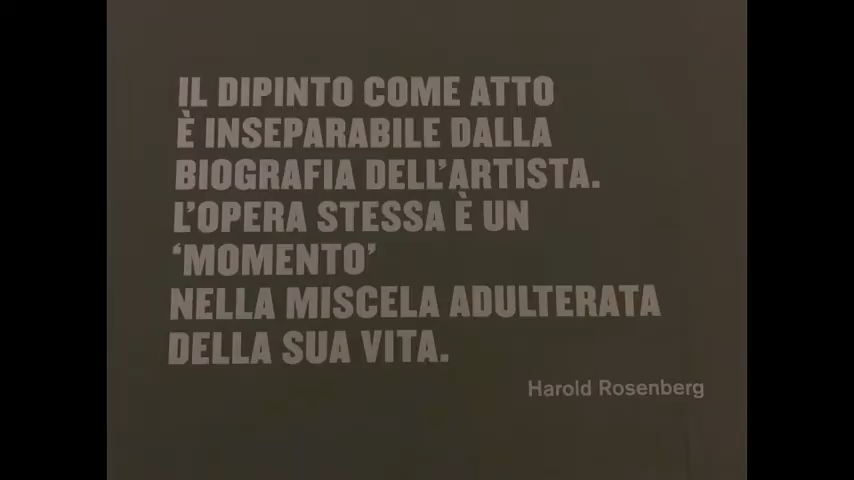 IL DIPINTO COME ATTO
È INSEPARABILE DALLA
BIOGRAFIA DELL'ARTISTA.
L'OPERA STESSA È UN
‘MOMENTO’
NELLA MISCELA ADULTERATA
DELLA SUA VITA.
Harold Rosenberg